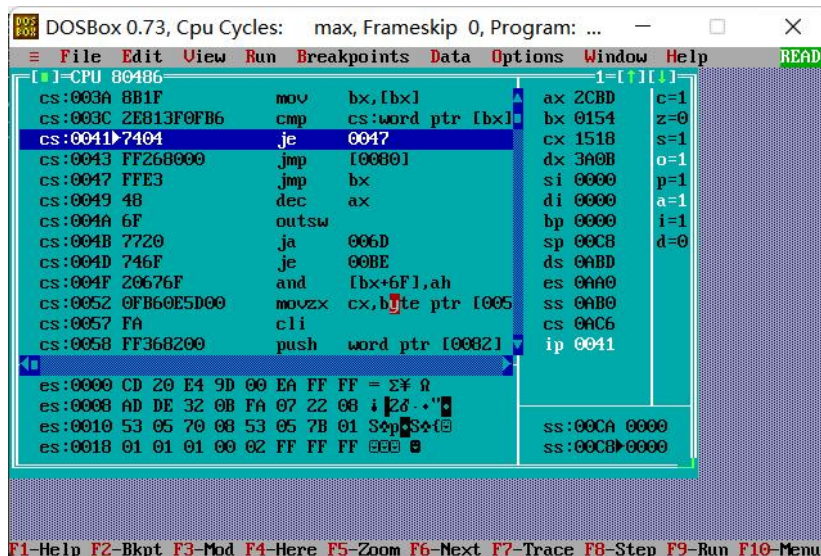 DOSBox 0.73, Cpu Cycles: max, Frameskip 0, Program: ...
≡ File Edit View Run Breakpoints Data Options Window Help READ
[■]=CPU 80486 1=[↑][↓]
cs:003A 8B1F mov bx,[bx] ax 2CBD c=1
cs:003C 2E813F0FB6 cmp cs:word ptr [bx] bx 0154 z=0
cs:0041►7404 je 0047 cx 1518 s=1
cs:0043 FF268000 jmp [0080] dx 3A0B o=1
cs:0047 FFE3 jmp bx si 0000 p=1
cs:0049 48 dec ax di 0000 a=1
cs:004A 6F outsw bp 0000 i=1
cs:004B 7720 ja 006D sp 00C8 d=0
cs:004D 746F je 00BE ds 0ABD
cs:004F 20676F and [bx+6F],ah es 0AA0
cs:0052 0FB60E5D00 movzx cx,byte ptr [005 ss 0AB0
cs:0057 FA cli cs 0AC6
cs:0058 FF368200 push word ptr [0082] ip 0041
es:0000 CD 20 E4 9D 00 EA FF FF = Σ¥ Ω
es:0008 AD DE 32 0B FA 07 22 08
es:0010 53 05 70 08 53 05 7B 01
es:0018 01 01 01 00 02 FF FF FF
ss:00CA 0000
ss:00C8►0000
F1-Help F2-Bkpt F3-Mod F4-Here F5-Zoom F6-Next F7-Trace F8-Step F9-Run F10-Menu